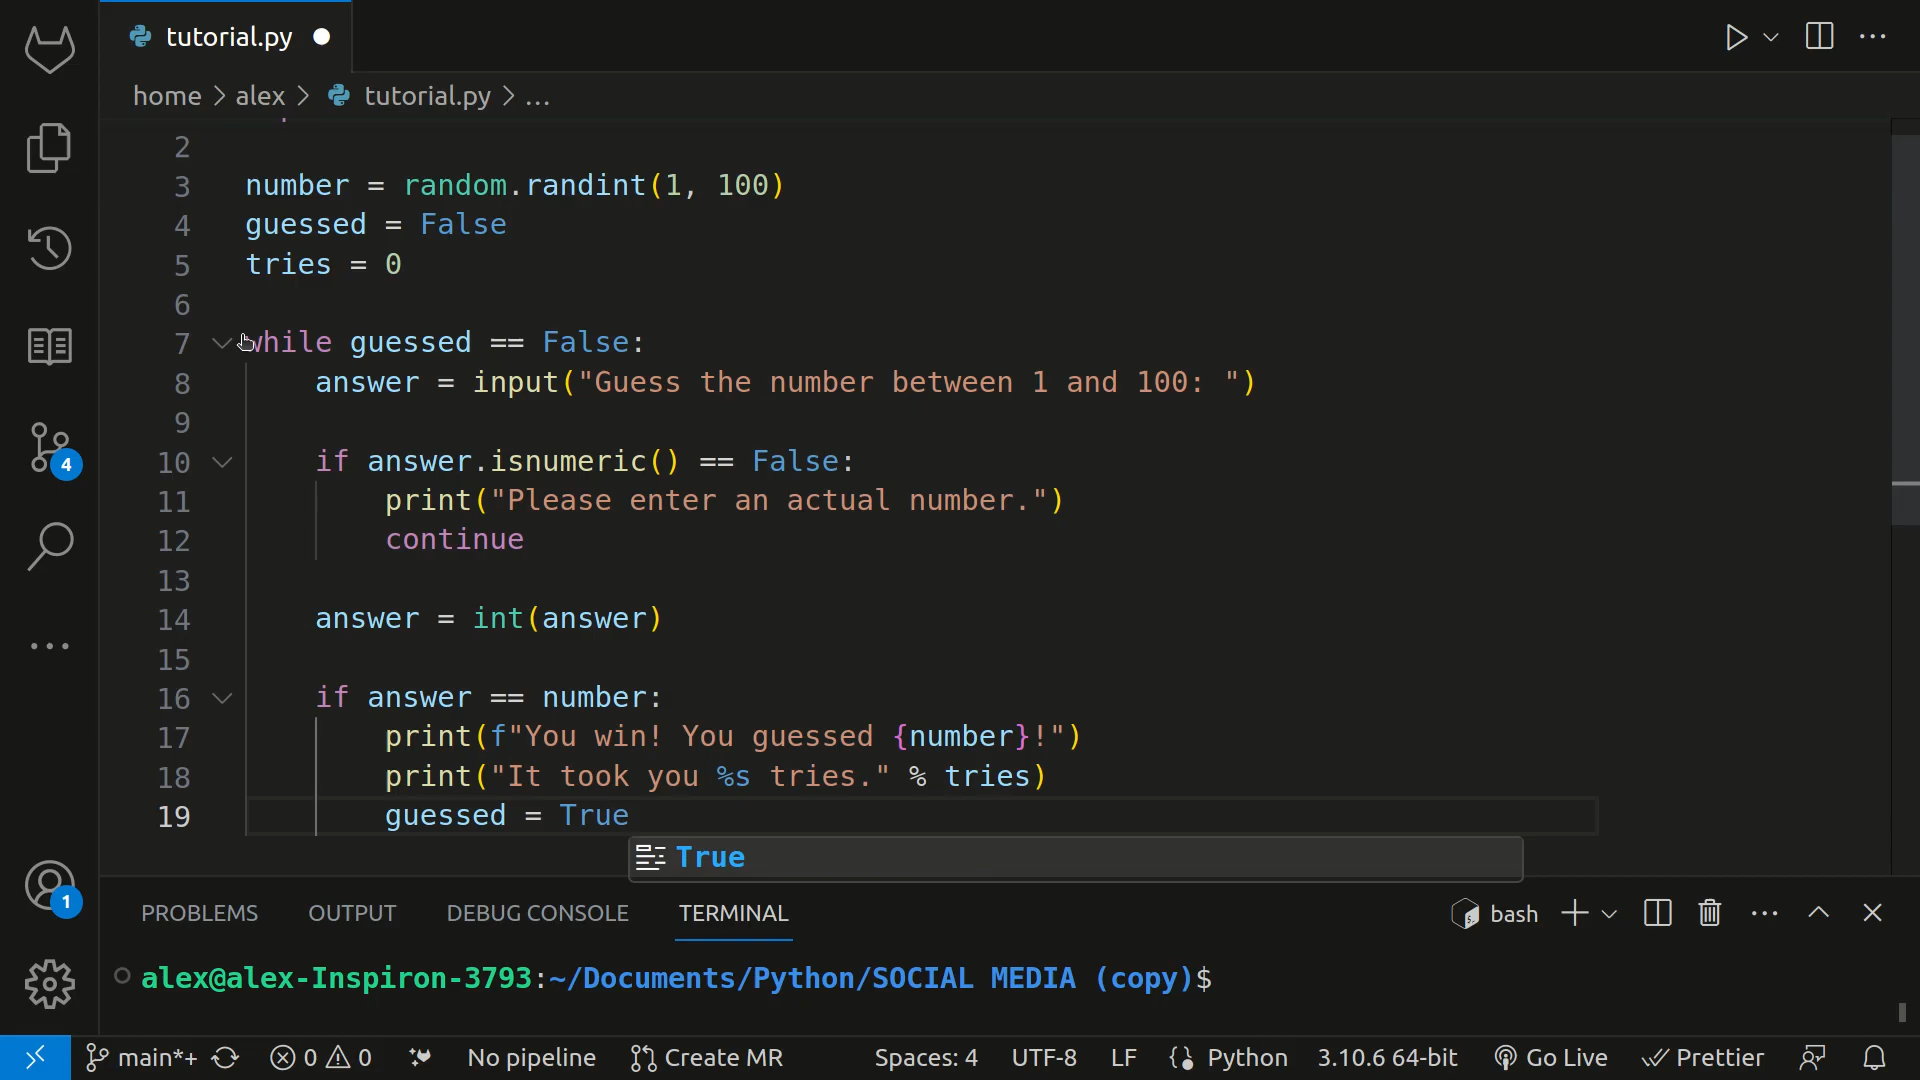 tutorial.py
home > alex > tutorial.py > ...
2
3 number = random.randint(1, 100)
4 guessed = False
5 tries = 0
6
7 while guessed == False:
8 answer = input("Guess the number between 1 and 100: ")
9
10 if answer.isnumeric() == False:
11 print("Please enter an actual number.")
12 continue
13
14 answer = int(answer)
15
16 if answer == number:
17 print(f"You win! You guessed {number}!")
18 print("It took you %s tries." % tries)
19 guessed = True
True
4
1
PROBLEMS OUTPUT DEBUG CONSOLE TERMINAL bash
alex@alex-Inspiron-3793:~/Documents/Python/SOCIAL MEDIA (copy)$
main*+ 0 0 No pipeline Create MR Spaces: 4 UTF-8 LF Python 3.10.6 64-bit Go Live Prettier